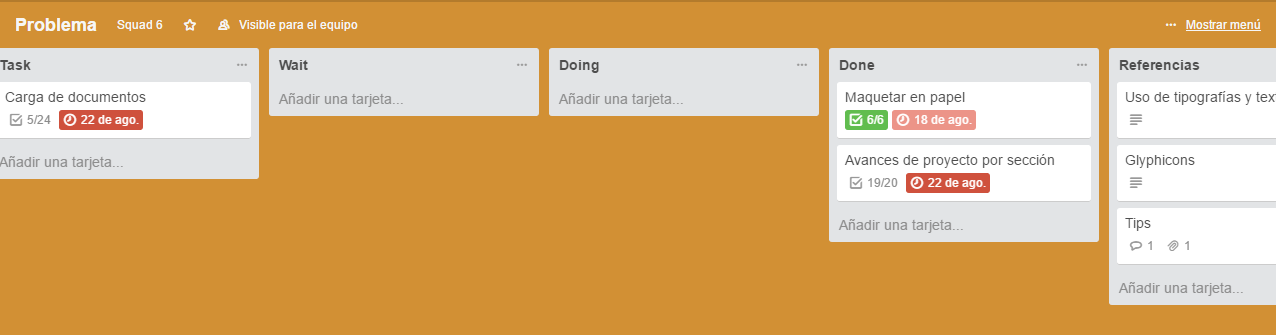 Problema Squad 6 Visible para el equipo ··· Mostrar menú
Task ···
Carga de documentos
5/24 22 de ago.
Añadir una tarjeta...
Wait ···
Añadir una tarjeta...
Doing ···
Añadir una tarjeta...
Done ···
Maquetar en papel
6/6 18 de ago.
Avances de proyecto por sección
19/20 22 de ago.
Añadir una tarjeta...
Referencias
Uso de tipografías y tex
Glyphicons
Tips
1 1
Añadir una tarjeta...